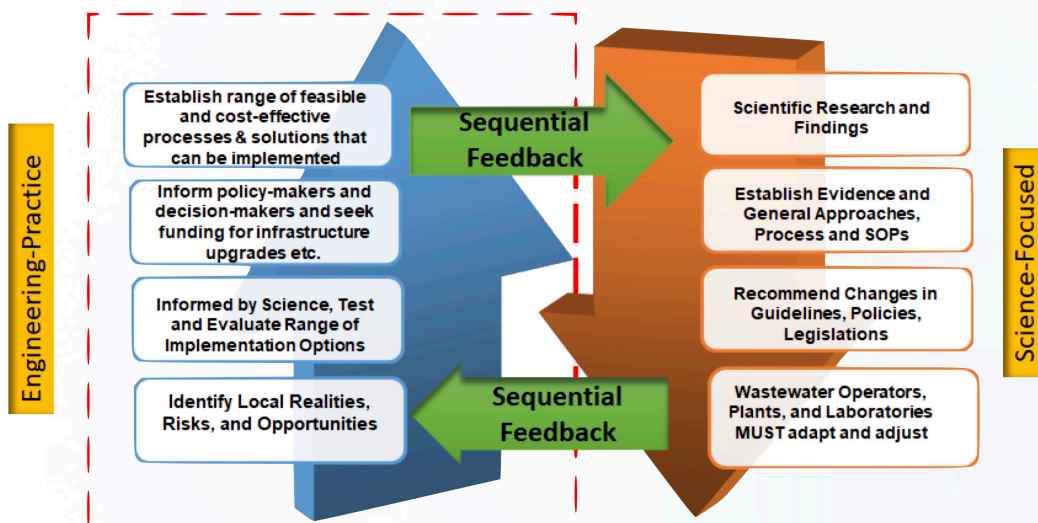 Engineering-Practice
Establish range of feasible
and cost-effective
processes & solutions that
can be implemented
Inform policy-makers and
decision-makers and seek
funding for infrastructure
upgrades etc.
Informed by Science, Test
and Evaluate Range of
Implementation Options
Identify Local Realities,
Risks, and Opportunities
Sequential
Feedback
Sequential
Feedback
Scientific Research and
Findings
Establish Evidence and
General Approaches,
Process and SOPs
Recommend Changes in
Guidelines, Policies,
Legislations
Wastewater Operators,
Plants, and Laboratories
MUST adapt and adjust
Science-Focused